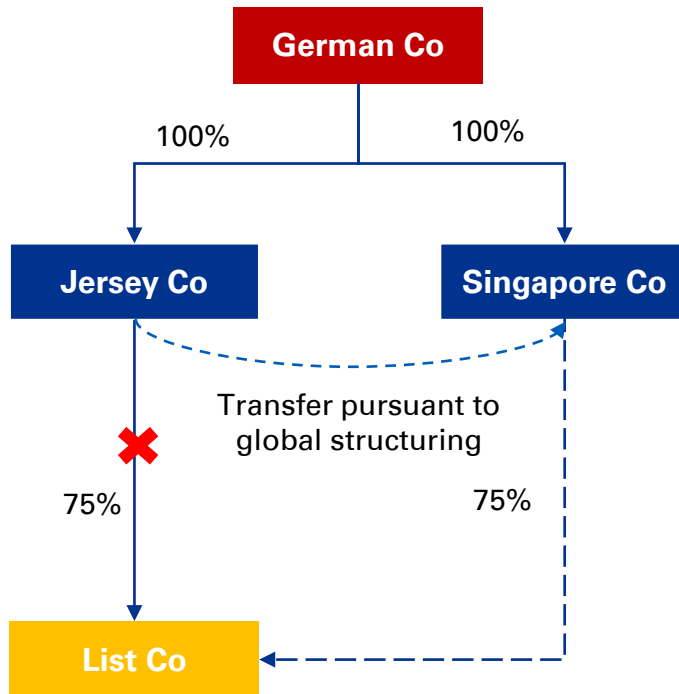 German Co
100%
100%
Jersey Co
Singapore Co
Transfer pursuant to
global structuring
75%
75%
List Co